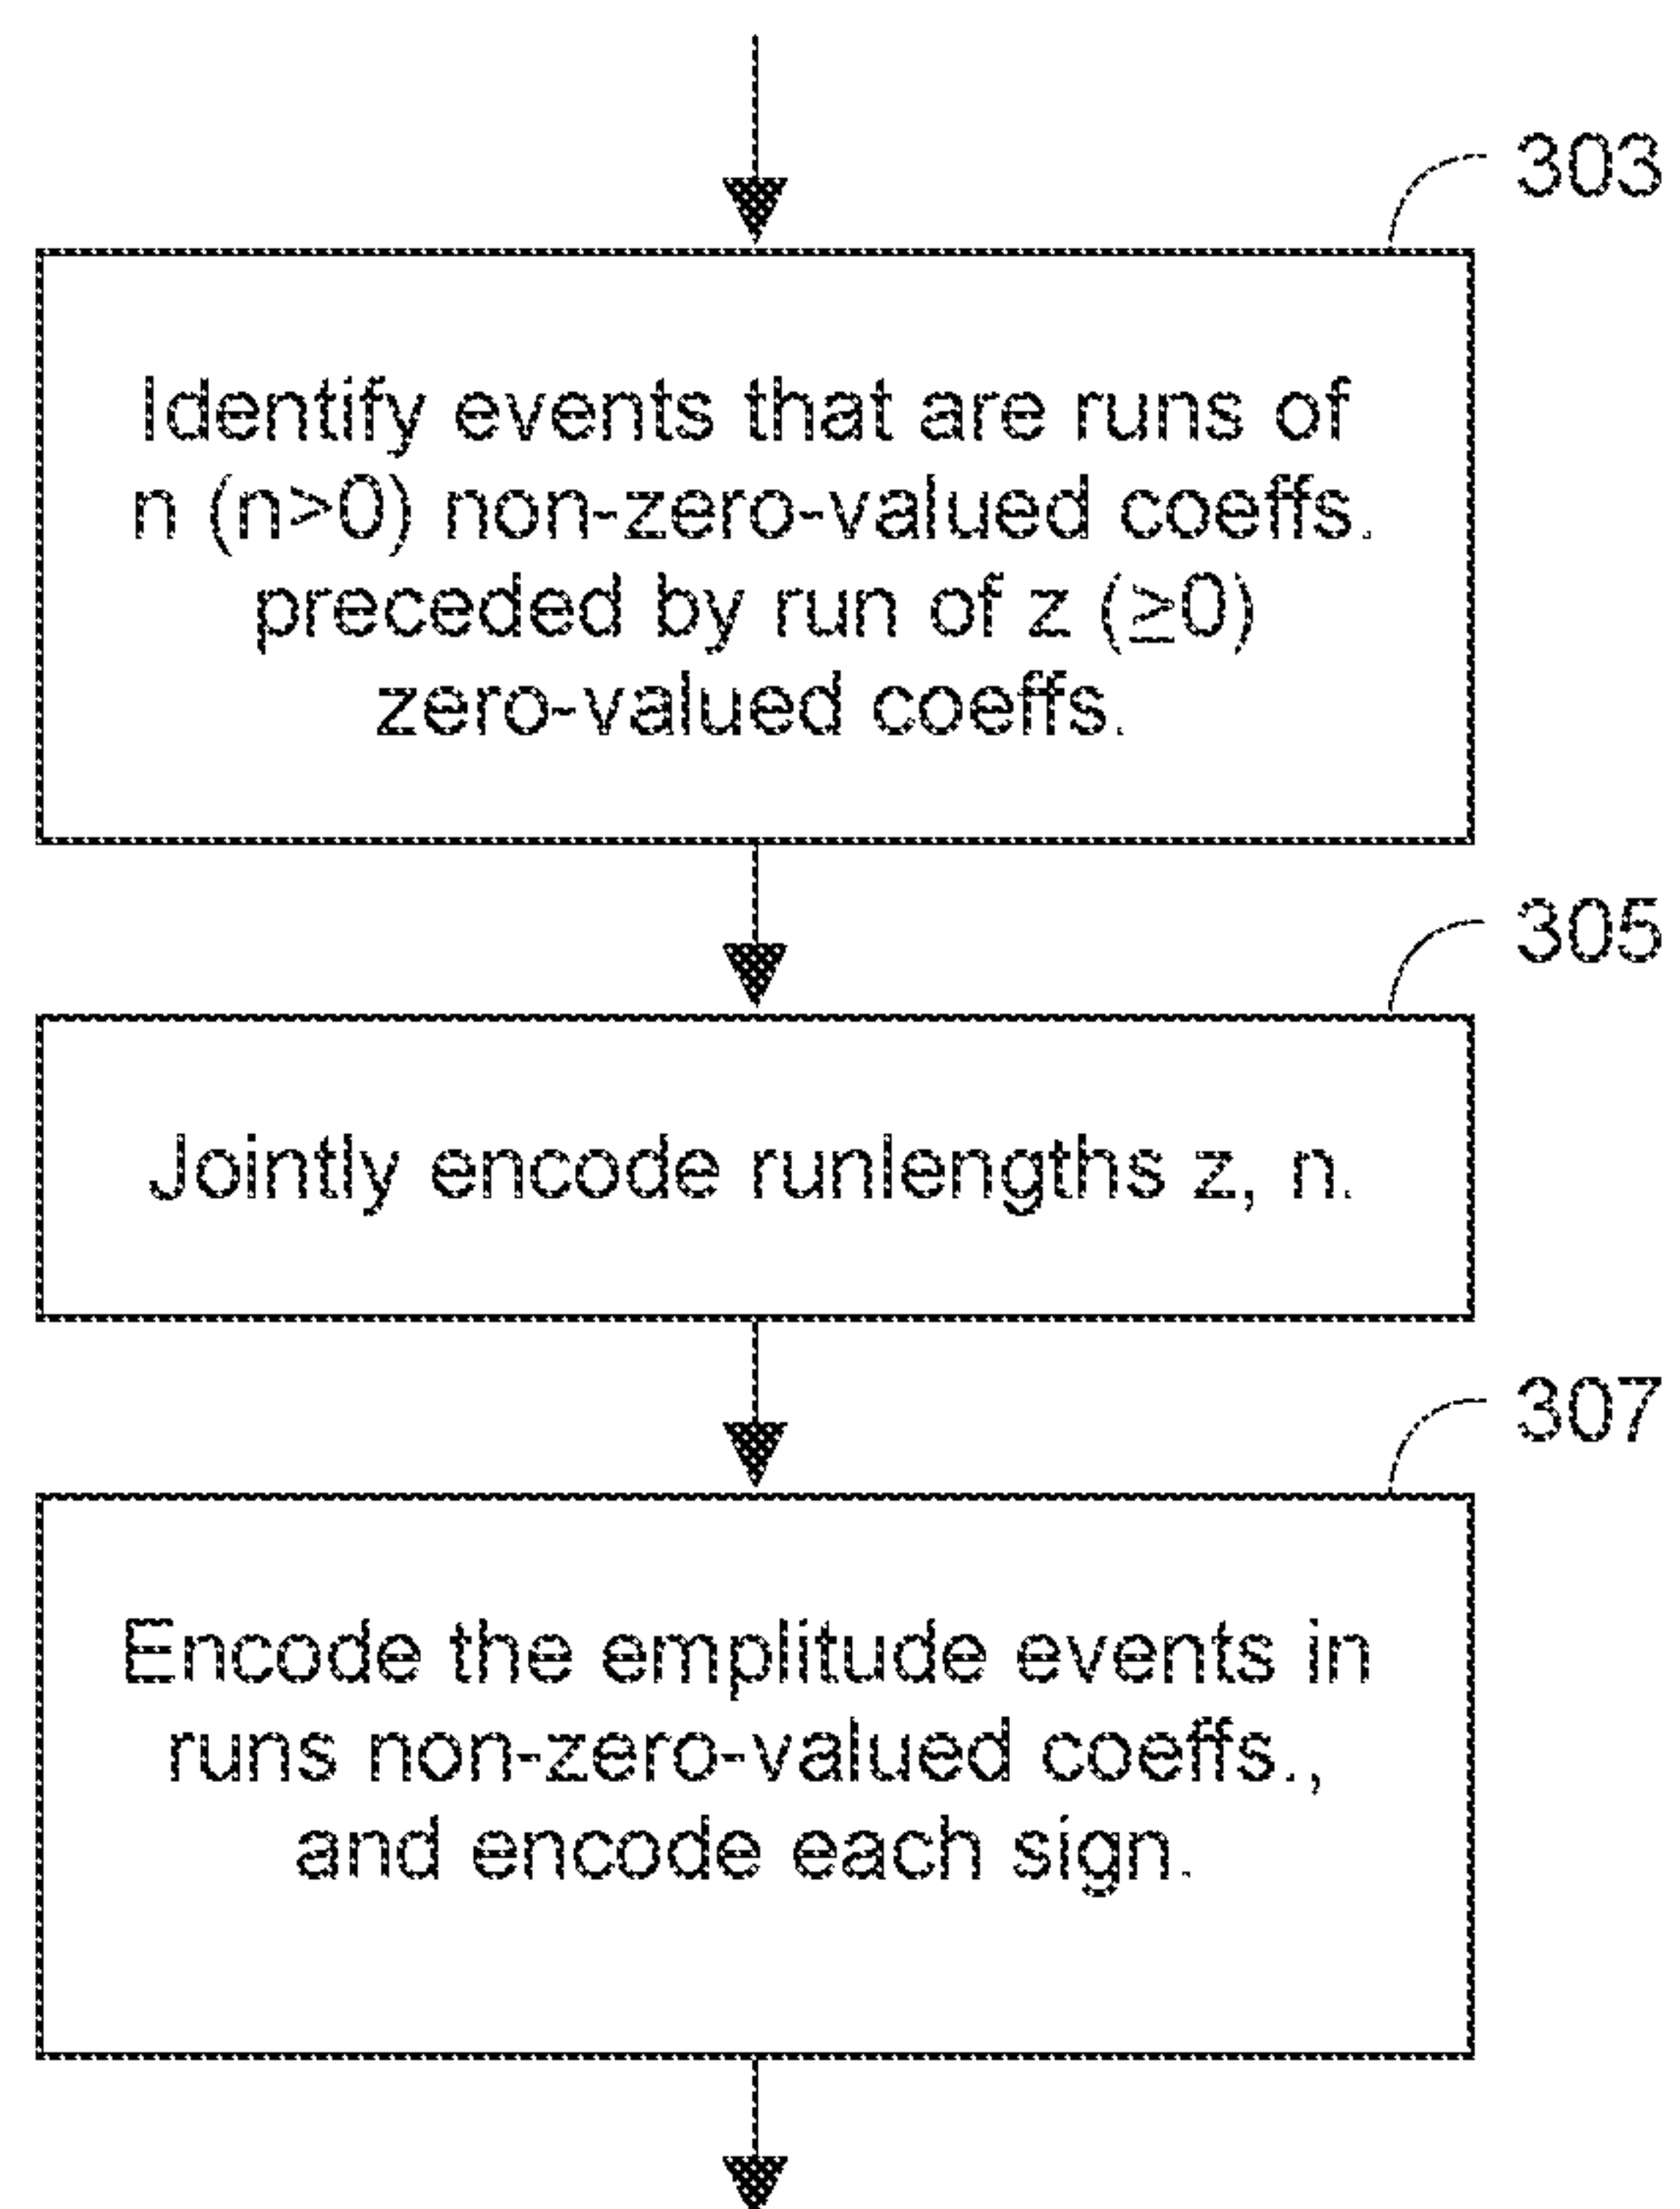 303
Identify events that are runs of
n (n>0) non-zero-valued coeffs.
preceded by run of z (≥0)
zero-valued coeffs.
305
Jointly encode runlengths z, n.
307
Encode the emplitude events in
runs non-zero-valued coeffs.,
and encode each sign.